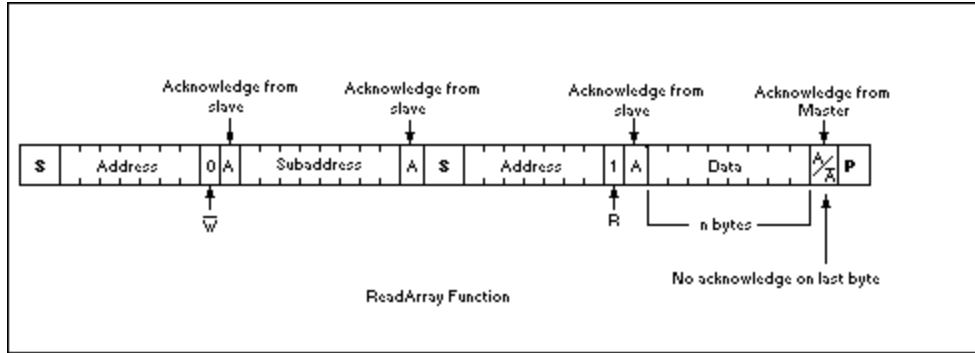 Acknowledge from slave
Acknowledge from slave
Acknowledge from slave
Acknowledge from Master
S Address 0 A Subaddress A S Address 1 A Data A/A̅ P
W̅
R
n bytes
No acknowledge on last byte
ReadArray Function